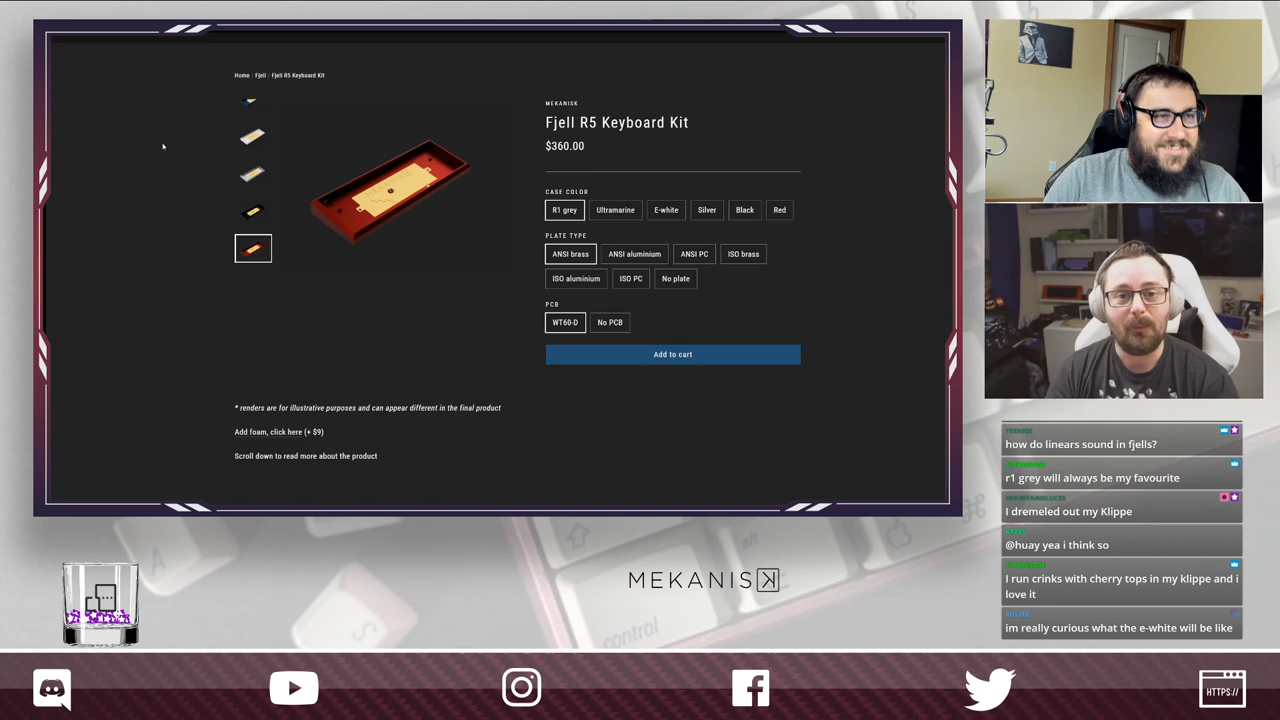 Home / Fjell / Fjell R5 Keyboard Kit
MEKANISK
Fjell R5 Keyboard Kit
$360.00
CASE COLOR
R1 grey
Ultramarine
E-white
Silver
Black
Red
PLATE TYPE
ANSI brass
ANSI aluminium
ANSI PC
ISO brass
ISO aluminium
ISO PC
No plate
PCB
WT60-D
No PCB
Add to cart
* renders are for illustrative purposes and can appear different in the final product
Add foam, click here (+ $9)
Scroll down to read more about the product
how do linears sound in fjells?
r1 grey will always be my favourite
I dremeled out my Klippe
@huay yea i think so
I run crinks with cherry tops in my klippe and i
love it
im really curious what the e-white will be like
MEKANISK
alt
control
HTTPS://